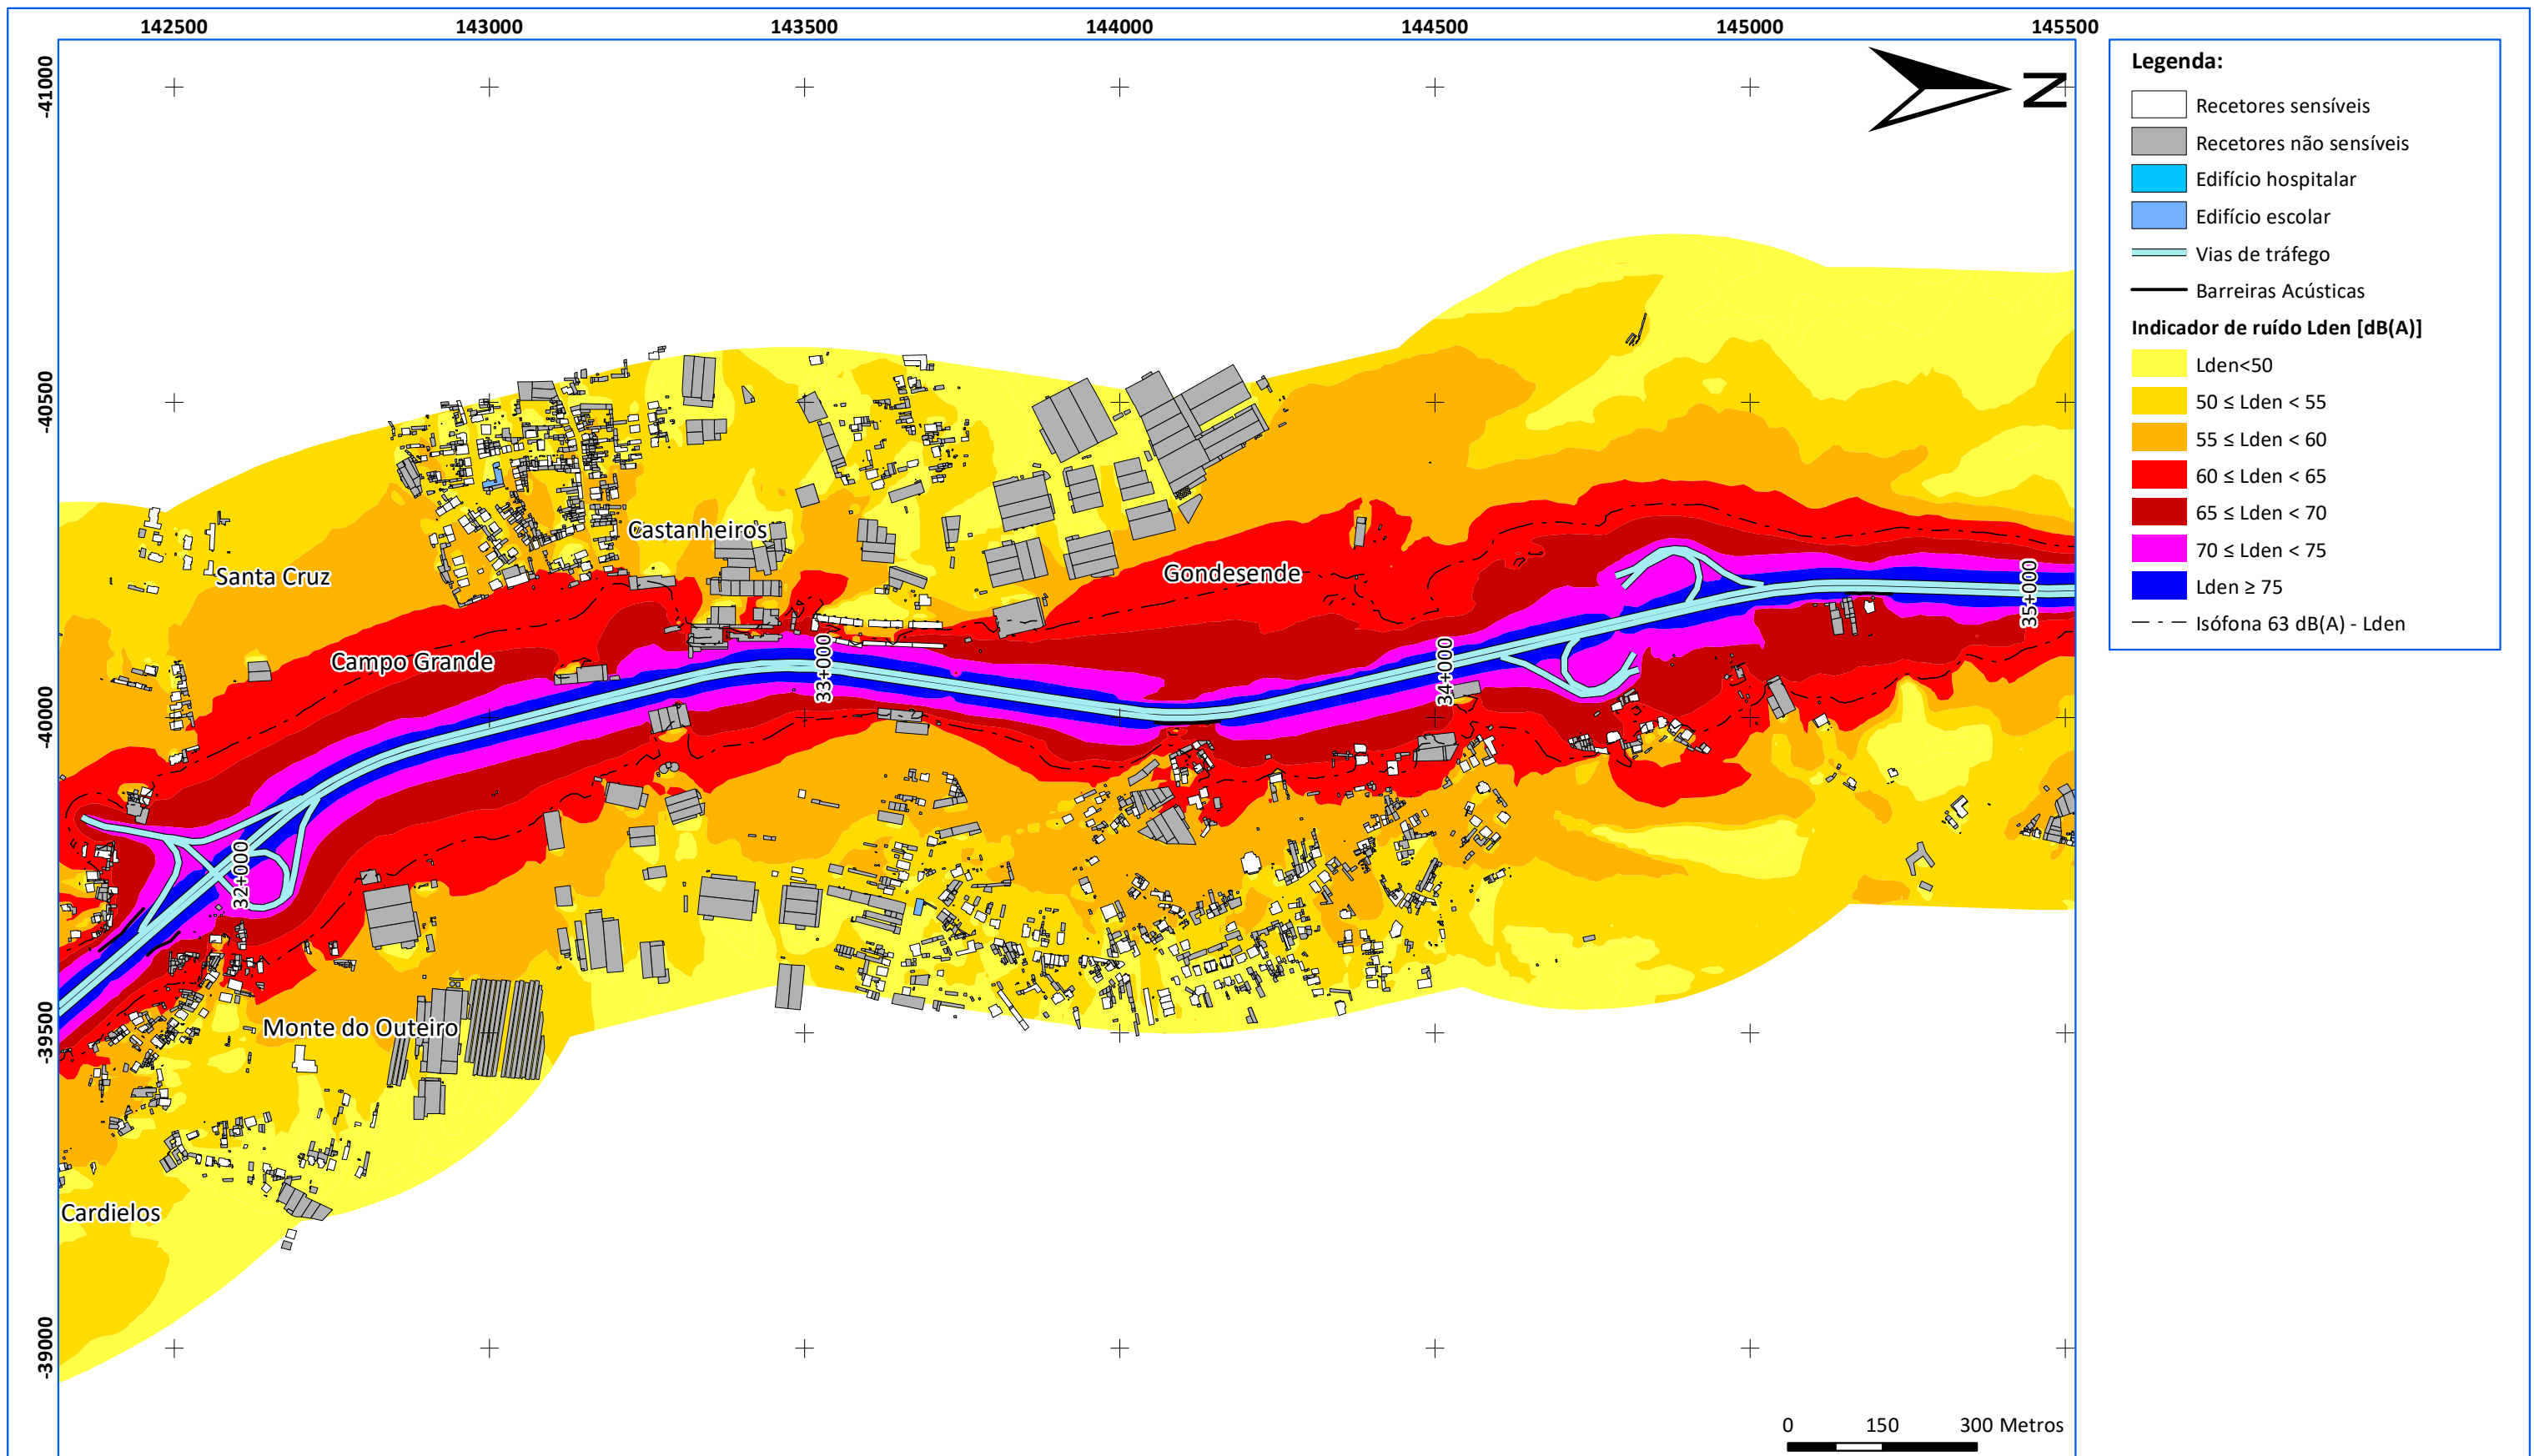 142500 143000 143500 144000 144500 145000 145500
-41000
-40500
-40000
-39500
-39000
N
Castanheiros
Santa Cruz
Gondesende
Campo Grande
35+000
33+000
34+000
32+000
Monte do Outeiro
Cardielos
0 150 300 Metros
Legenda:
Recetores sensíveis
Recetores não sensíveis
Edifício hospitalar
Edifício escolar
Vias de tráfego
Barreiras Acústicas
Indicador de ruído Lden [dB(A)]
Lden<50
50 ≤ Lden < 55
55 ≤ Lden < 60
60 ≤ Lden < 65
65 ≤ Lden < 70
70 ≤ Lden < 75
Lden ≥ 75
Isófona 63 dB(A) - Lden